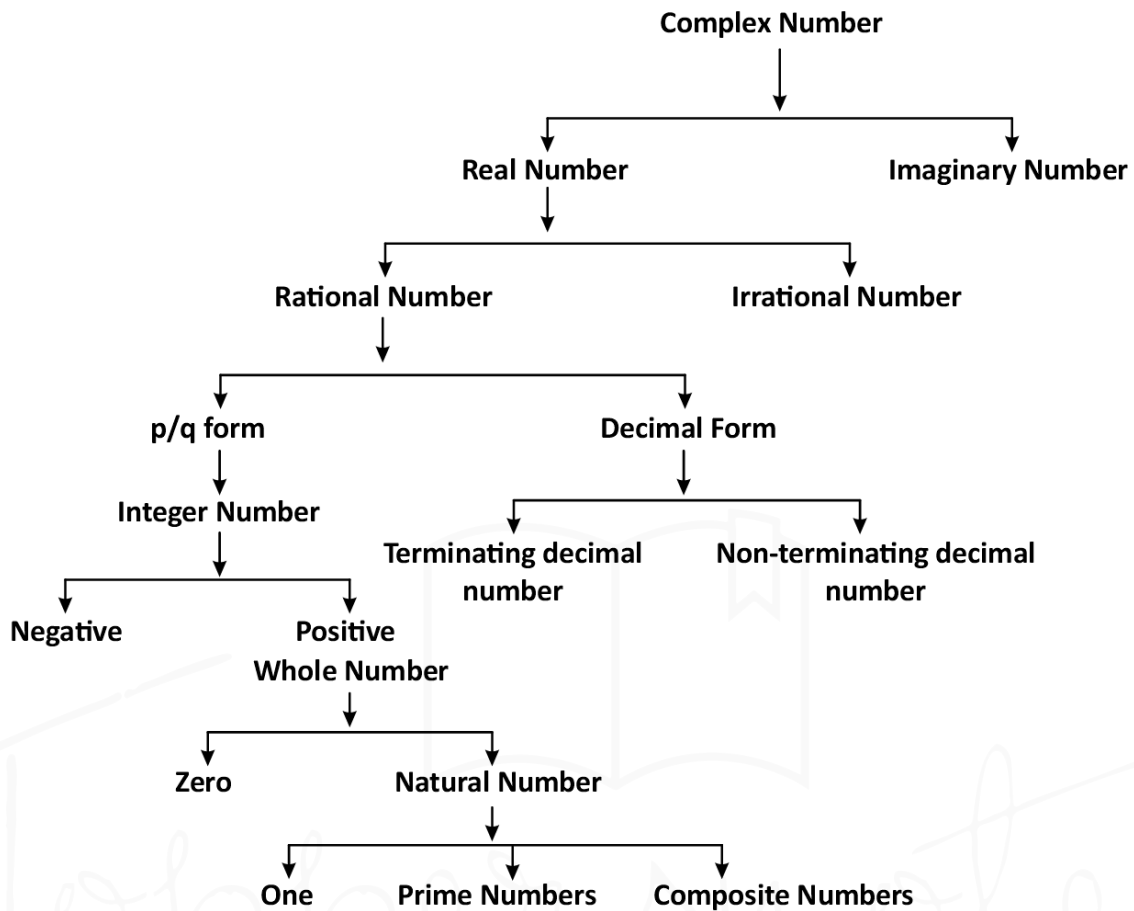 Complex Number
Real Number
Imaginary Number
Rational Number
Irrational Number
p/q form
Decimal Form
Integer Number
Terminating decimal
number
Non-terminating decimal
number
Negative
Positive
Whole Number
Zero
Natural Number
One
Prime Numbers
Composite Numbers